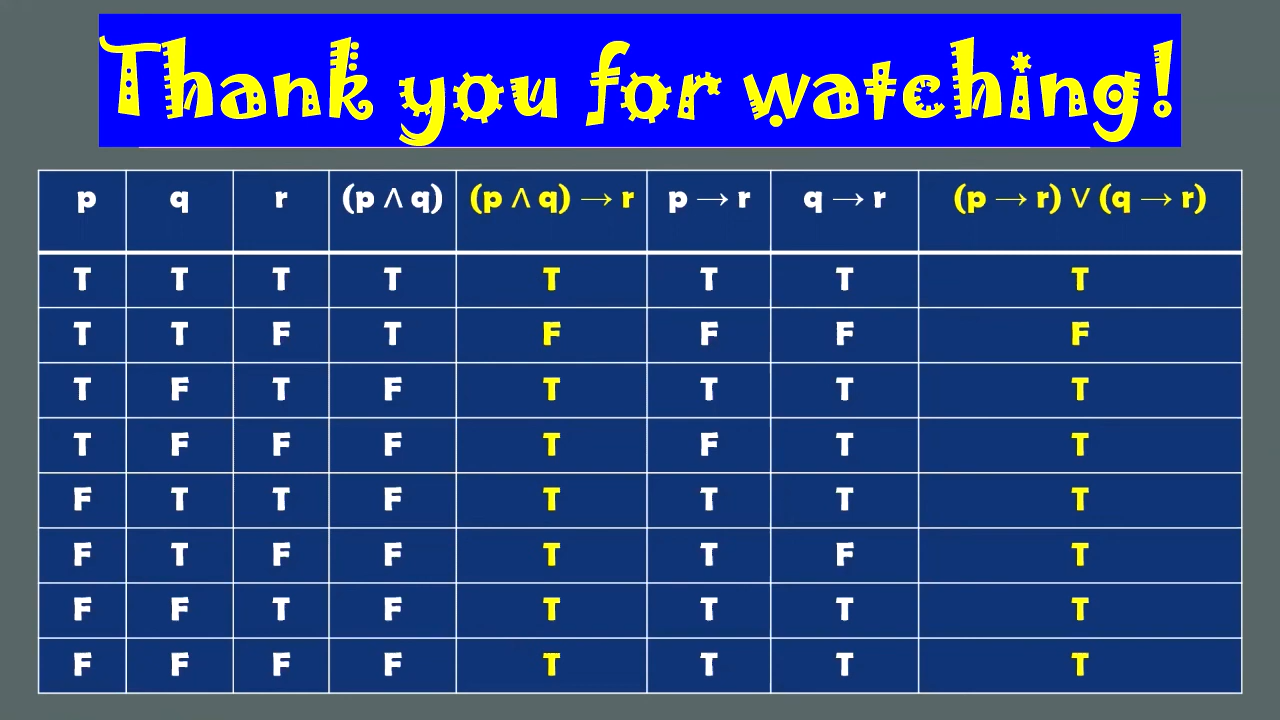 Thank you for watching!
p q r (p ∧ q) (p ∧ q) → r p → r q → r (p → r) ∨ (q → r)
T T T T T T T T
T T F T F F F F
T F T F T T T T
T F F F T F T T
F T T F T T T T
F T F F T T F T
F F T F T T T T
F F F F T T T T